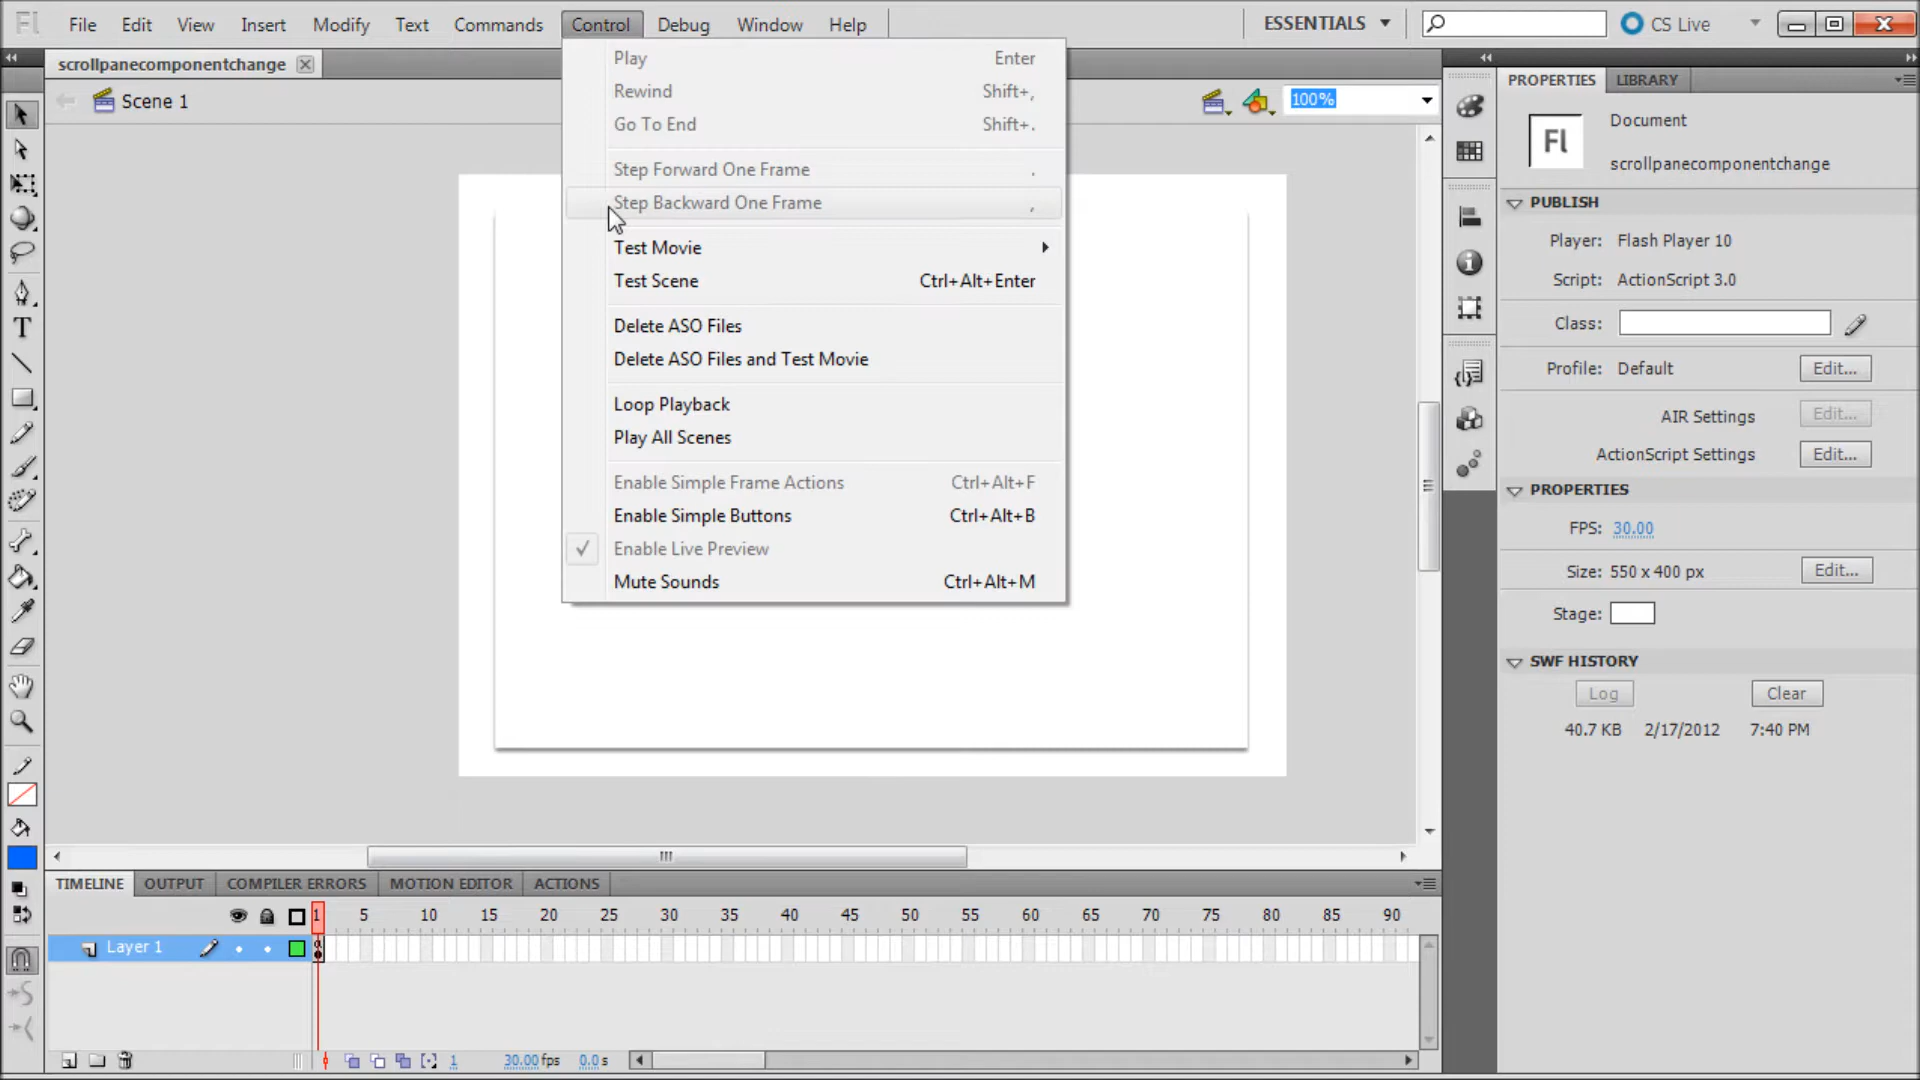 Fl File Edit View Insert Modify Text Commands Control Debug Window Help ESSENTIALS CS Live
scrollpanecomponentchange
Scene 1
100%
Play Enter
Rewind Shift+,
Go To End Shift+.
Step Forward One Frame .
Step Backward One Frame ,
Test Movie
Test Scene Ctrl+Alt+Enter
Delete ASO Files
Delete ASO Files and Test Movie
Loop Playback
Play All Scenes
Enable Simple Frame Actions Ctrl+Alt+F
Enable Simple Buttons Ctrl+Alt+B
Enable Live Preview
Mute Sounds Ctrl+Alt+M
PROPERTIES LIBRARY
Fl
Document
scrollpanecomponentchange
PUBLISH
Player: Flash Player 10
Script: ActionScript 3.0
Class:
Profile: Default Edit...
AIR Settings Edit...
ActionScript Settings Edit...
PROPERTIES
FPS: 30.00
Size: 550 x 400 px Edit...
Stage:
SWF HISTORY
Log Clear
40.7 KB 2/17/2012 7:40 PM
T
TIMELINE OUTPUT COMPILER ERRORS MOTION EDITOR ACTIONS
1 5 10 15 20 25 30 35 40 45 50 55 60 65 70 75 80 85 90
Layer 1
1 30.00 fps 0.0 s